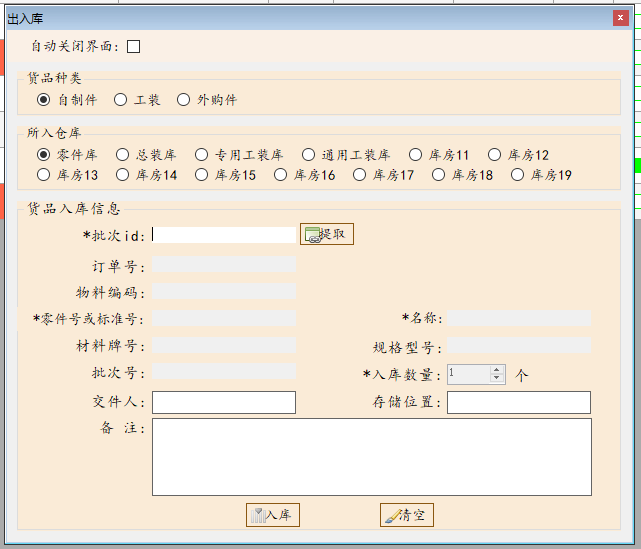 出入库
x
自动关闭界面:
货品种类
自制件 工装 外购件
所入仓库
零件库 总装库 专用工装库 通用工装库 库房11 库房12
库房13 库房14 库房15 库房16 库房17 库房18 库房19
货品入库信息
*批次id: 提取
订单号:
物料编码:
*零件号或标准号: *名称:
材料牌号: 规格型号:
批次号: *入库数量: 1 个
交件人: 存储位置:
备 注:
入库 清空